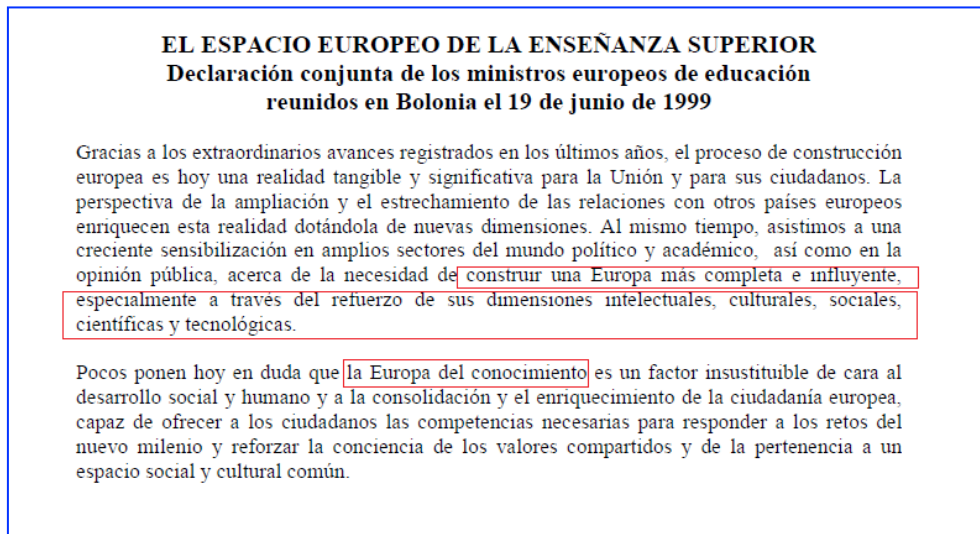 EL ESPACIO EUROPEO DE LA ENSEÑANZA SUPERIOR
Declaración conjunta de los ministros europeos de educación
reunidos en Bolonia el 19 de junio de 1999
Gracias a los extraordinarios avances registrados en los últimos años, el proceso de construcción
europea es hoy una realidad tangible y significativa para la Unión y para sus ciudadanos. La
perspectiva de la ampliación y el estrechamiento de las relaciones con otros países europeos
enriquecen esta realidad dotándola de nuevas dimensiones. Al mismo tiempo, asistimos a una
creciente sensibilización en amplios sectores del mundo político y académico, así como en la
opinión pública, acerca de la necesidad de construir una Europa más completa e influyente,
especialmente a través del refuerzo de sus dimensiones intelectuales, culturales, sociales,
científicas y tecnológicas.
Pocos ponen hoy en duda que la Europa del conocimiento es un factor insustituible de cara al
desarrollo social y humano y a la consolidación y el enriquecimiento de la ciudadanía europea,
capaz de ofrecer a los ciudadanos las competencias necesarias para responder a los retos del
nuevo milenio y reforzar la conciencia de los valores compartidos y de la pertenencia a un
espacio social y cultural común.